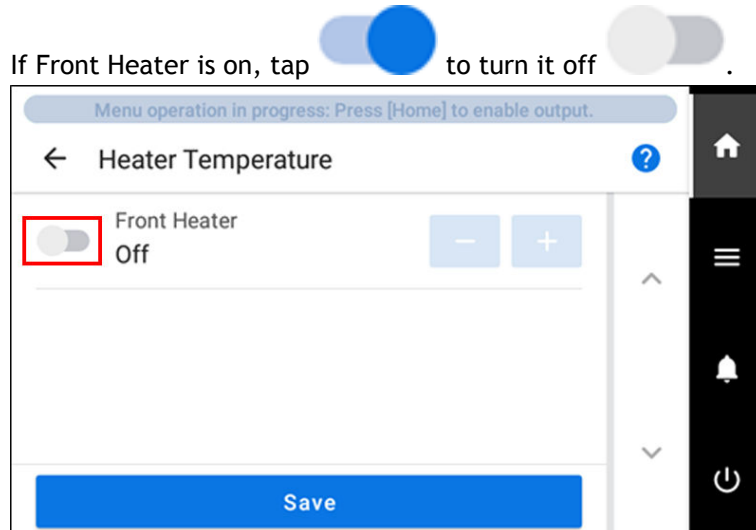 If Front Heater is on, tap to turn it off .
Menu operation in progress: Press [Home] to enable output.
Heater Temperature
?
Front Heater
Off
Save